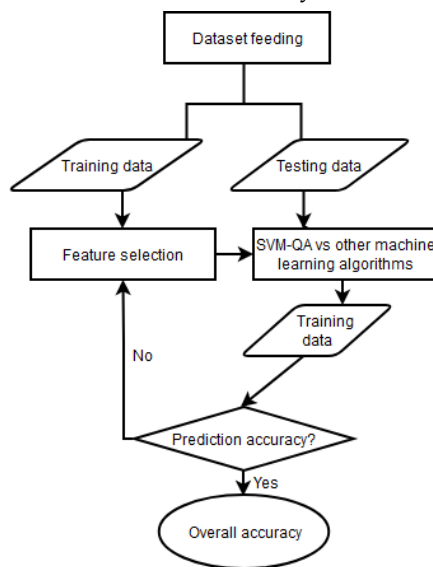 Dataset feeding
Training data
Testing data
Feature selection
SVM-QA vs other machine
learning algorithms
Training
data
No
Prediction accuracy?
Yes
Overall accuracy